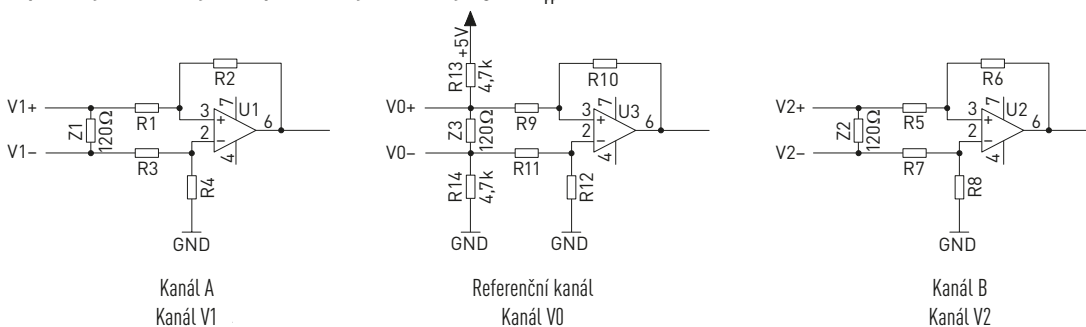 +5V
R13
4,7k
R2
R10
R6
V1+
R1
3
+
7
U1
6
V0+
R9
3
+
7
U3
6
V2+
R5
3
+
7
U2
6
Z1
120Ω
2
−
4
Z3
120Ω
2
−
4
Z2
120Ω
2
−
4
V1−
R3
V0−
R11
V2−
R7
R4
R14
4,7k
R12
R8
GND
GND
GND
GND
Kanál A
Referenční kanál
Kanál B
Kanál V1
Kanál V0
Kanál V2